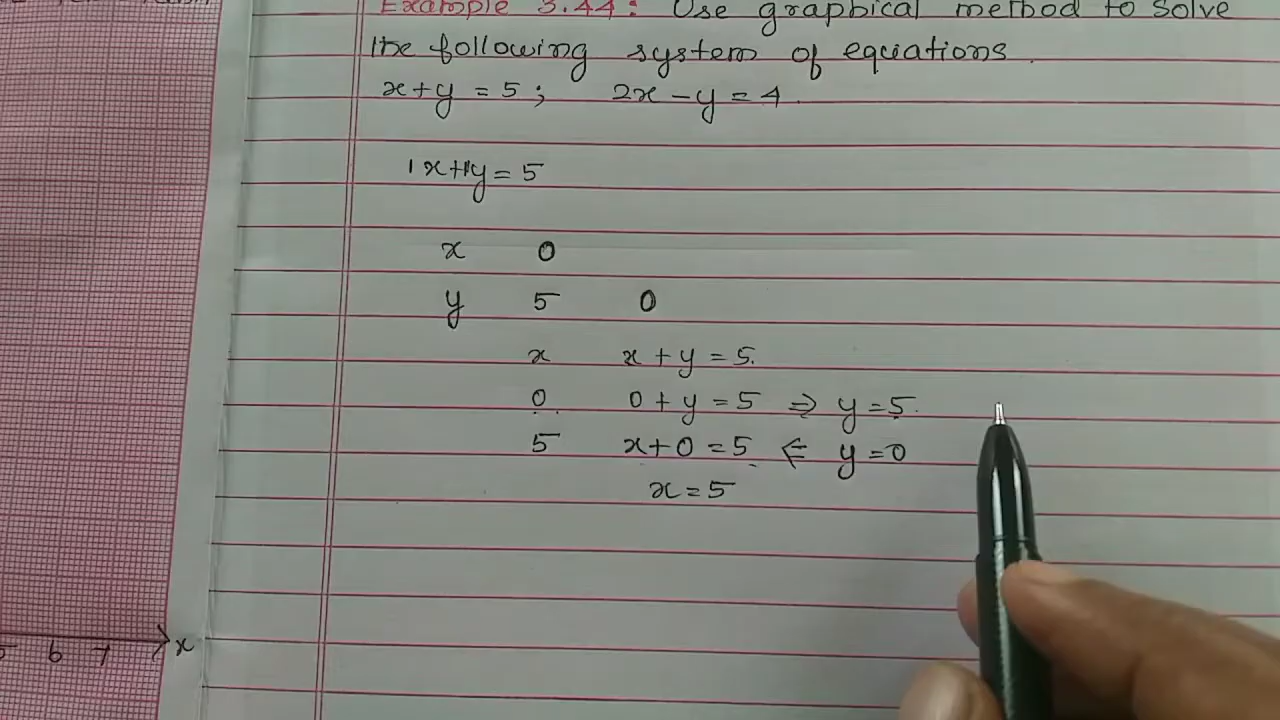 Example 3.44: Use graphical method to solve
the following system of equations.
x+y = 5; 2x-y = 4.
1x+1y = 5
x 0
y 5 0
x x+y = 5.
0 0+y = 5 ⇒ y = 5.
5 x+0 = 5 ⇐ y = 0
x = 5
6 7 x